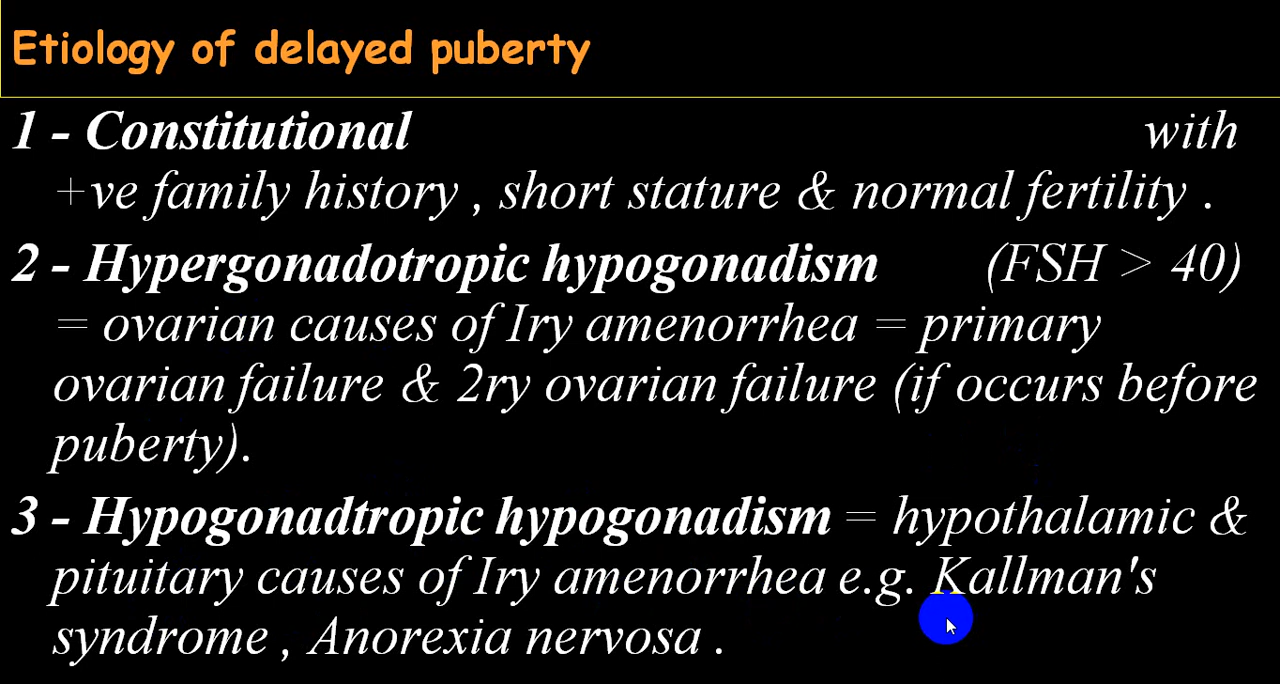 Etiology of delayed puberty
1 - Constitutional with
+ve family history , short stature & normal fertility .
2 - Hypergonadotropic hypogonadism (FSH > 40)
= ovarian causes of Iry amenorrhea = primary
ovarian failure & 2ry ovarian failure (if occurs before
puberty).
3 - Hypogonadtropic hypogonadism = hypothalamic &
pituitary causes of Iry amenorrhea e.g. Kallman's
syndrome , Anorexia nervosa .